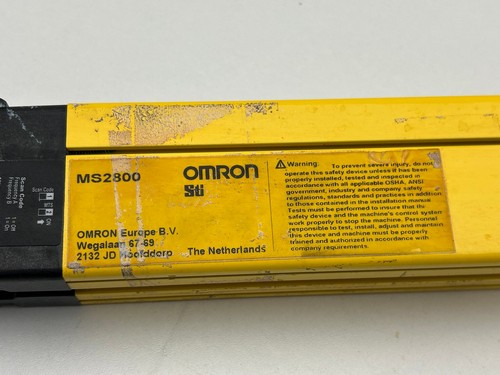 MS2800
OMRON
Sti
OMRON Europe B.V.
Wegalaan 67-69
2132 JD Hoofddorp The Netherlands
Warning: To prevent severe injury, do not
operate this safety device unless it has been
properly installed, tested and inspected in
accordance with all applicable OSHA, ANSI
government, industry and company safety
regulations, standards and practices in addition
to those contained in the installation manual
Tests must be performed to insure that the
safety device and the machine's control system
work properly to stop the machine. Personnel
responsible to test, install, adjust and maintain
this device and machine must be properly
trained and authorized in accordance with
company requirements.
Scan Code
Frequency A
Frequency B
Scan Code
ON